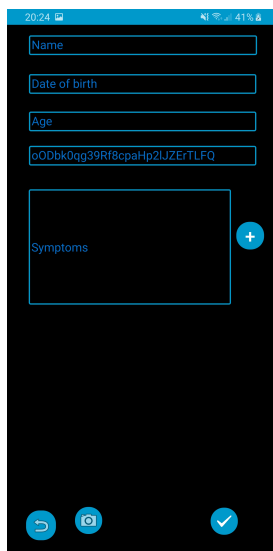 20:24 41%
Name
Date of birth
Age
oODbk0qg39Rf8cpaHp2lJZErTLFQ
Symptoms
+